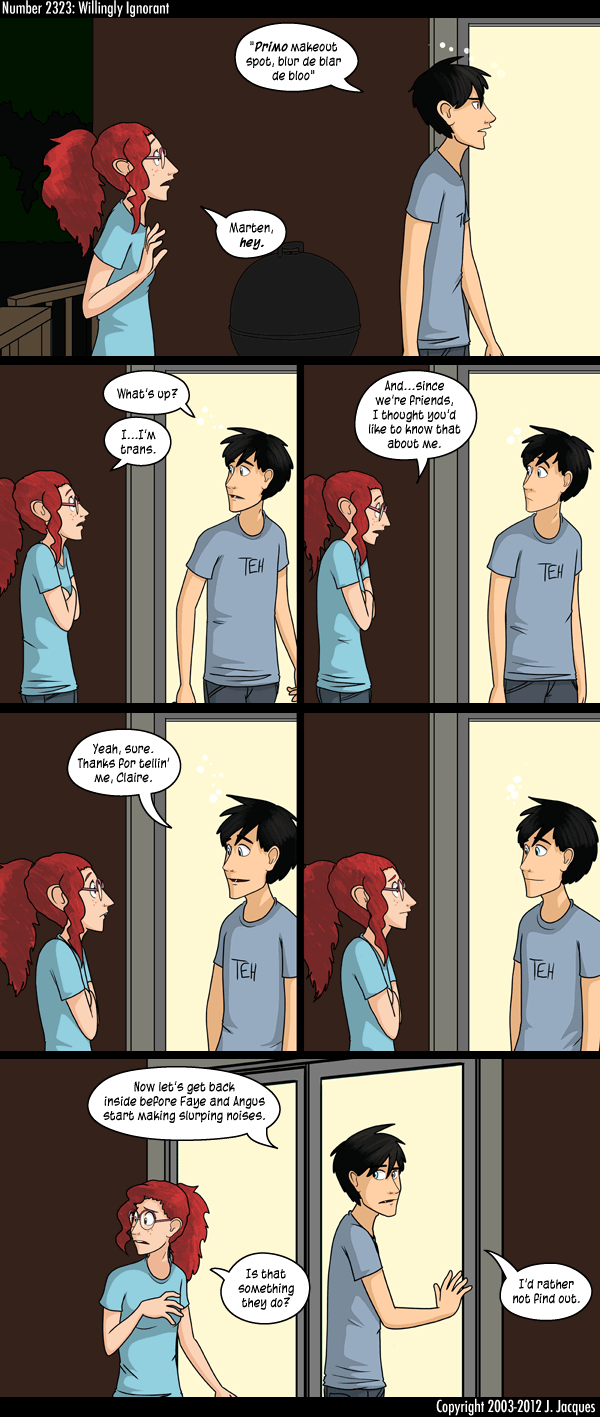 Number 2323: Willingly Ignorant
"Primo makeout
spot, blur de blar
de bloo"
Marten,
hey.
What's up?
I...I'm
trans.
TEH
And...since
we're friends,
I thought you'd
like to know that
about me.
TEH
Yeah, sure.
Thanks for tellin'
me, Claire.
TEH
TEH
Now let's get back
inside before Faye and Angus
start making slurping noises.
Is that
something
they do?
I'd rather
not find out.
Copyright 2003-2012 J. Jacques